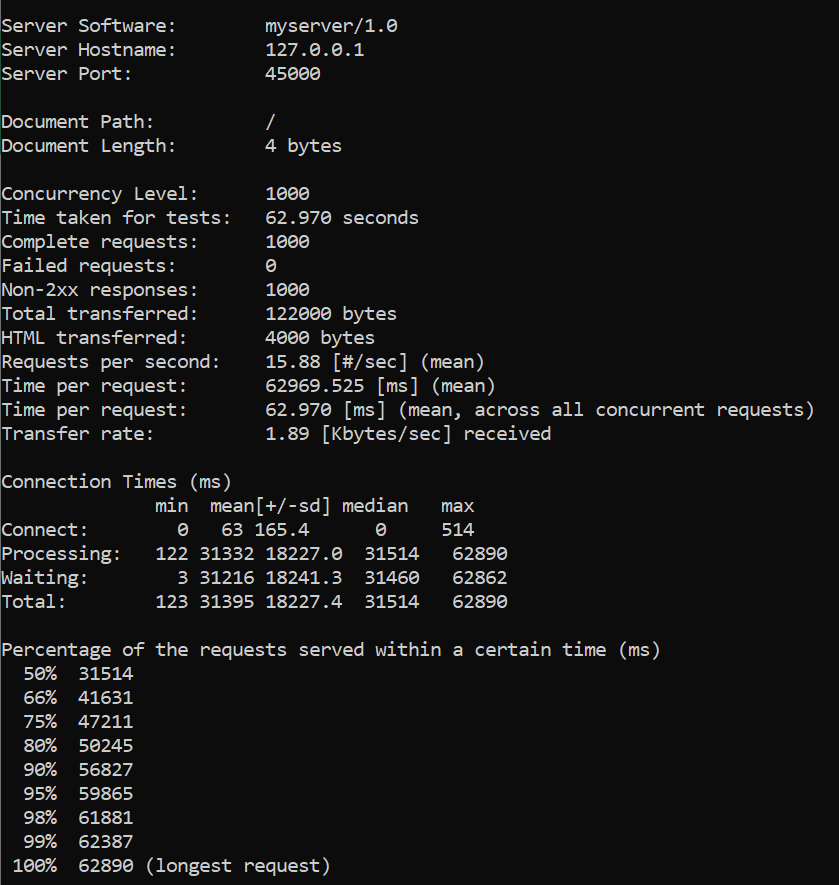 Server Software: myserver/1.0
Server Hostname: 127.0.0.1
Server Port: 45000
Document Path: /
Document Length: 4 bytes
Concurrency Level: 1000
Time taken for tests: 62.970 seconds
Complete requests: 1000
Failed requests: 0
Non-2xx responses: 1000
Total transferred: 122000 bytes
HTML transferred: 4000 bytes
Requests per second: 15.88 [#/sec] (mean)
Time per request: 62969.525 [ms] (mean)
Time per request: 62.970 [ms] (mean, across all concurrent requests)
Transfer rate: 1.89 [Kbytes/sec] received
Connection Times (ms)
min mean[+/-sd] median max
Connect: 0 63 165.4 0 514
Processing: 122 31332 18227.0 31514 62890
Waiting: 3 31216 18241.3 31460 62862
Total: 123 31395 18227.4 31514 62890
Percentage of the requests served within a certain time (ms)
50% 31514
66% 41631
75% 47211
80% 50245
90% 56827
95% 59865
98% 61881
99% 62387
100% 62890 (longest request)